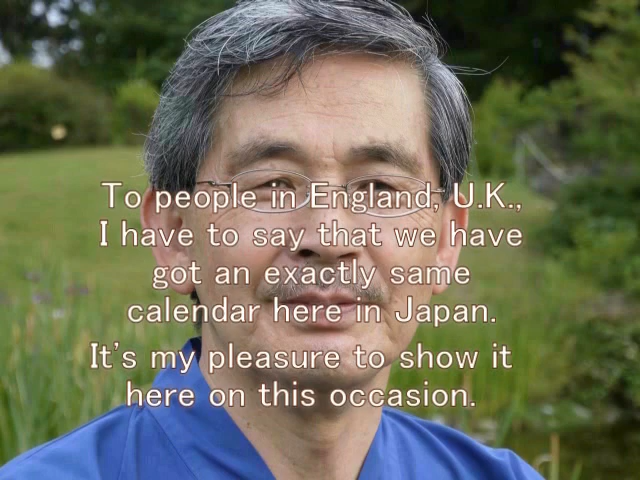 To people in England, U.K.,
I have to say that we have
got an exactly same
calendar here in Japan.
It's my pleasure to show it
here on this occasion.